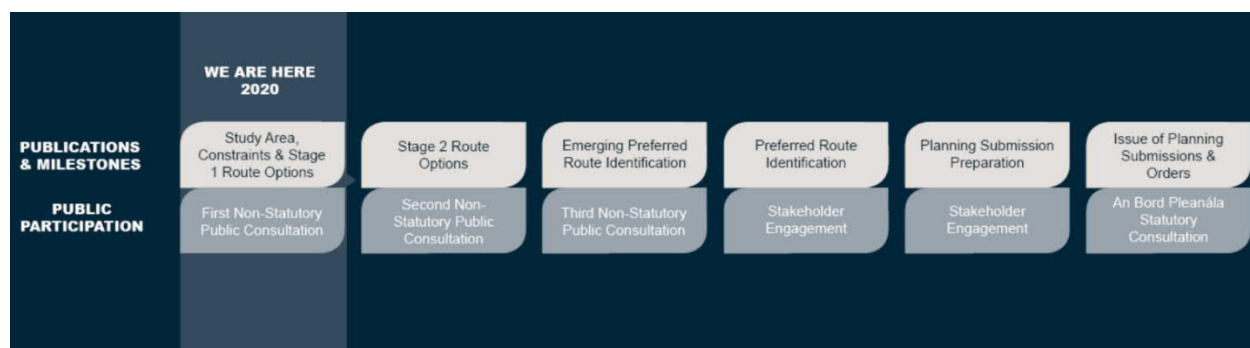 WE ARE HERE
2020
PUBLICATIONS
& MILESTONES
Study Area,
Constraints & Stage
1 Route Options
Stage 2 Route
Options
Emerging Preferred
Route Identification
Preferred Route
Identification
Planning Submission
Preparation
Issue of Planning
Submissions &
Orders
PUBLIC
PARTICIPATION
First Non-Statutory
Public Consultation
Second Non-
Statutory Public
Consultation
Third Non-Statutory
Public Consultation
Stakeholder
Engagement
Stakeholder
Engagement
An Bord Pleanála
Statutory
Consultation